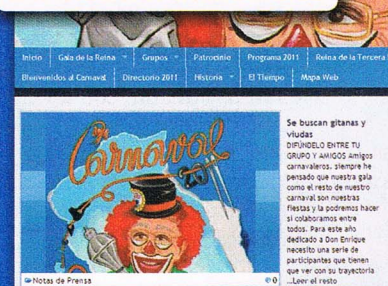 Inicio Gala de la Reina Grupos Patrocinio Programa 2011 Reina de la Tercera
Bienvenidos al Carnaval Directorio 2011 Historia El Tiempo Mapa Web
Carnaval
Notas de Prensa 0
Se buscan gitanas y
viudas
DIFÚNDELO ENTRE TU
GRUPO Y AMIGOS Amigos
carnavaleros, siempre he
pensado que nuestra gala
como el resto de nuestro
carnaval son nuestras
fiestas y la podremos hacer
si colaboramos entre
todos. Para este año
dedicado a Don Enrique
necesito una serie de
participantes que tienen
que ver con su trayectoria
...Leer el resto